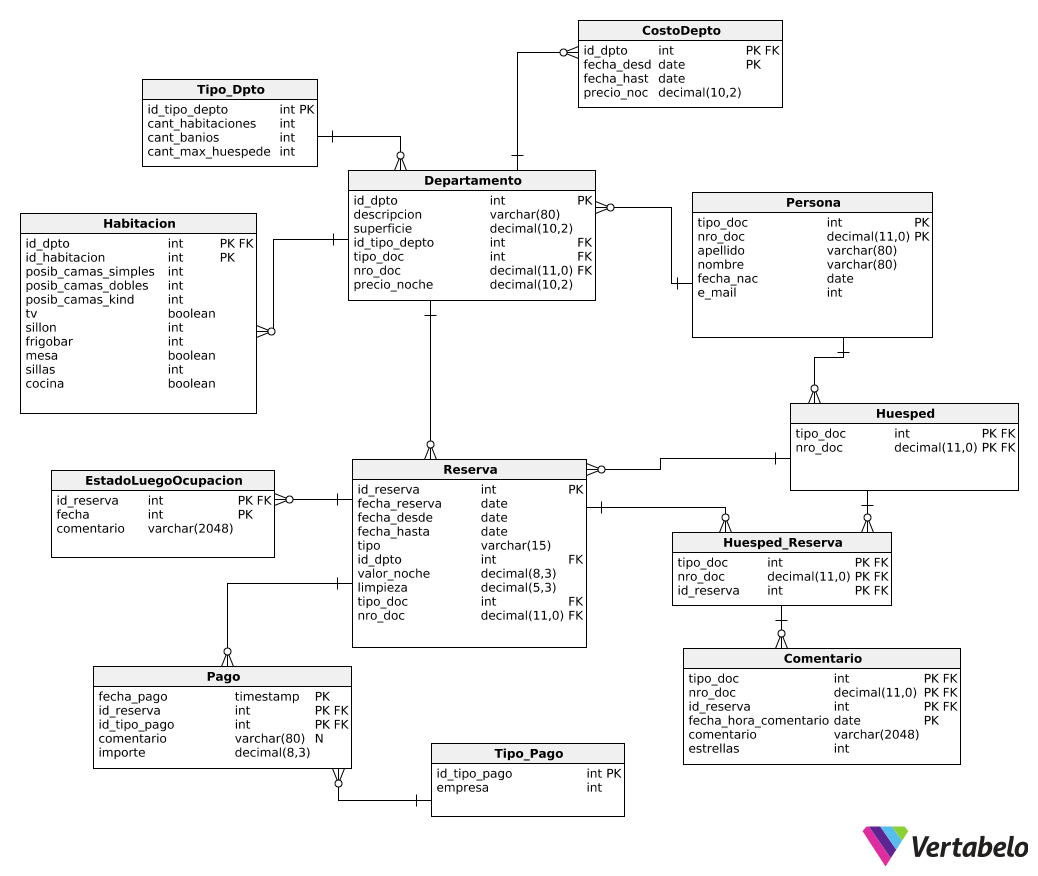 CostoDepto
id_dpto int PK FK
fecha_desd date PK
fecha_hast date
precio_noc decimal(10,2)
Tipo_Dpto
id_tipo_depto int PK
cant_habitaciones int
cant_banios int
cant_max_huespede int
Departamento
id_dpto int PK
descripcion varchar(80)
superficie decimal(10,2)
id_tipo_depto int FK
tipo_doc int FK
nro_doc decimal(11,0) FK
precio_noche decimal(10,2)
Persona
tipo_doc int PK
nro_doc decimal(11,0) PK
apellido varchar(80)
nombre varchar(80)
fecha_nac date
e_mail int
Habitacion
id_dpto int PK FK
id_habitacion int PK
posib_camas_simples int
posib_camas_dobles int
posib_camas_kind int
tv boolean
sillon int
frigobar int
mesa boolean
sillas int
cocina boolean
Huesped
tipo_doc int PK FK
nro_doc decimal(11,0) PK FK
EstadoLuegoOcupacion
id_reserva int PK FK
fecha int PK
comentario varchar(2048)
Reserva
id_reserva int PK
fecha_reserva date
fecha_desde date
fecha_hasta date
tipo varchar(15)
id_dpto int FK
valor_noche decimal(8,3)
limpieza decimal(5,3)
tipo_doc int FK
nro_doc decimal(11,0) FK
Huesped_Reserva
tipo_doc int PK FK
nro_doc decimal(11,0) PK FK
id_reserva int PK FK
Pago
fecha_pago timestamp PK
id_reserva int PK FK
id_tipo_pago int PK FK
comentario varchar(80) N
importe decimal(8,3)
Comentario
tipo_doc int PK FK
nro_doc decimal(11,0) PK FK
id_reserva int PK FK
fecha_hora_comentario date PK
comentario varchar(2048)
estrellas int
Tipo_Pago
id_tipo_pago int PK
empresa int
Vertabelo